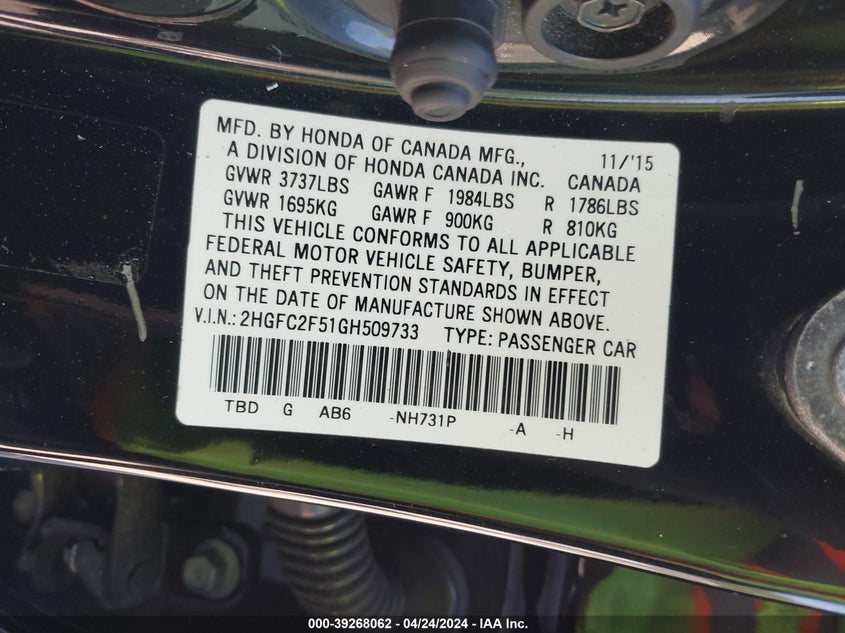 MFD. BY HONDA OF CANADA MFG., 11/'15
A DIVISION OF HONDA CANADA INC. CANADA
GVWR 3737LBS GAWR F 1984LBS R 1786LBS
GVWR 1695KG GAWR F 900KG R 810KG
THIS VEHICLE CONFORMS TO ALL APPLICABLE
FEDERAL MOTOR VEHICLE SAFETY, BUMPER,
AND THEFT PREVENTION STANDARDS IN EFFECT
ON THE DATE OF MANUFACTURE SHOWN ABOVE.
V.I.N.: 2HGFC2F51GH509733 TYPE: PASSENGER CAR
TBD G AB6 -NH731P -A -H
000-39268062 - 04/24/2024 - IAA Inc.